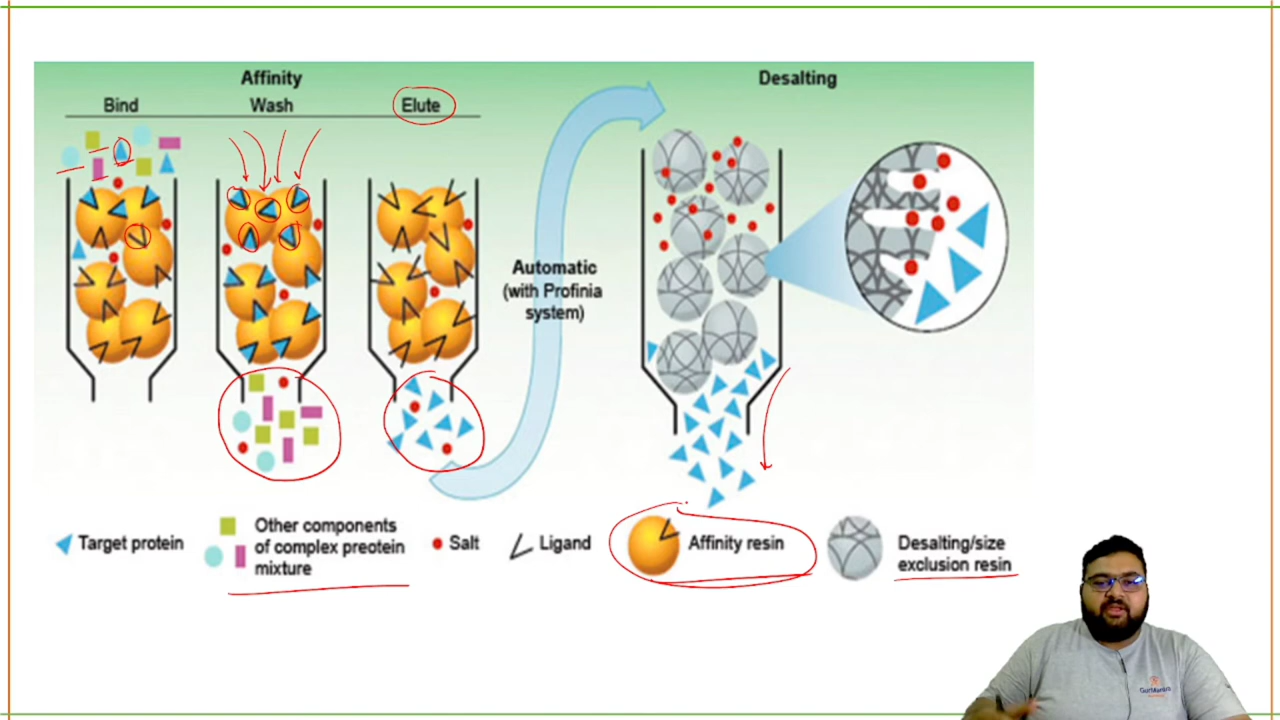 Affinity
Desalting
Bind
Wash
Elute
Automatic
(with Profinia
system)
Target protein
Other components
of complex preotein
mixture
Salt
Ligand
Affinity resin
Desalting/size
exclusion resin